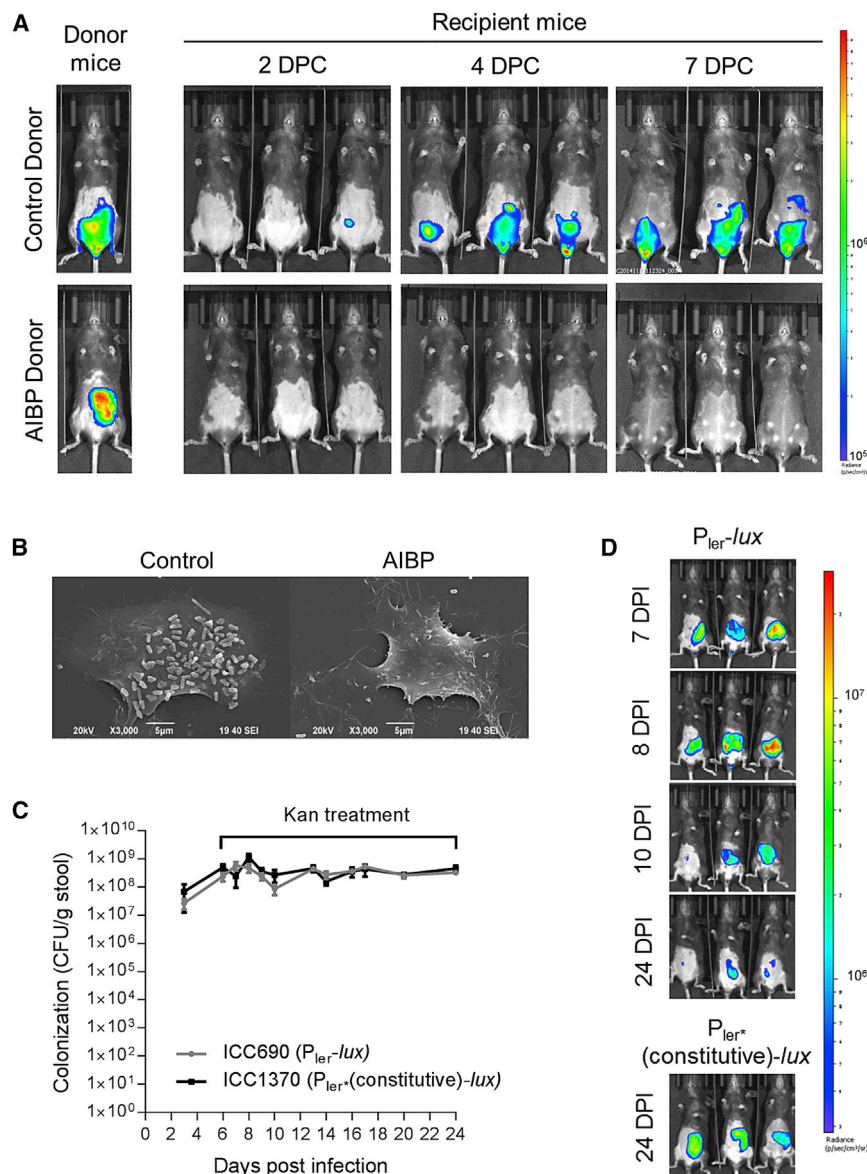 A
Donor
mice
Recipient mice
2 DPC
4 DPC
7 DPC
Control Donor
AIBP Donor
10⁶
10⁵
Radiance
B
Control
AIBP
20kV X3,000 5μm 19 40 SEI
20kV X3,000 5μm 19 40 SEI
C
Kan treatment
Colonization (CFU/g stool)
1×10¹⁰
1×10⁹
1×10⁸
1×10⁷
1×10⁶
1×10⁵
1×10⁴
1×10³
1×10²
1×10¹
1×10⁰
ICC690 (Pler-lux)
ICC1370 (Pler*(constitutive)-lux)
0 2 4 6 8 10 12 14 16 18 20 22 24
Days post infection
D
Pler-lux
7 DPI
8 DPI
10 DPI
24 DPI
10⁷
10⁶
Pler*
(constitutive)-lux
24 DPI
Radiance
(p/sec/cm²/sr)